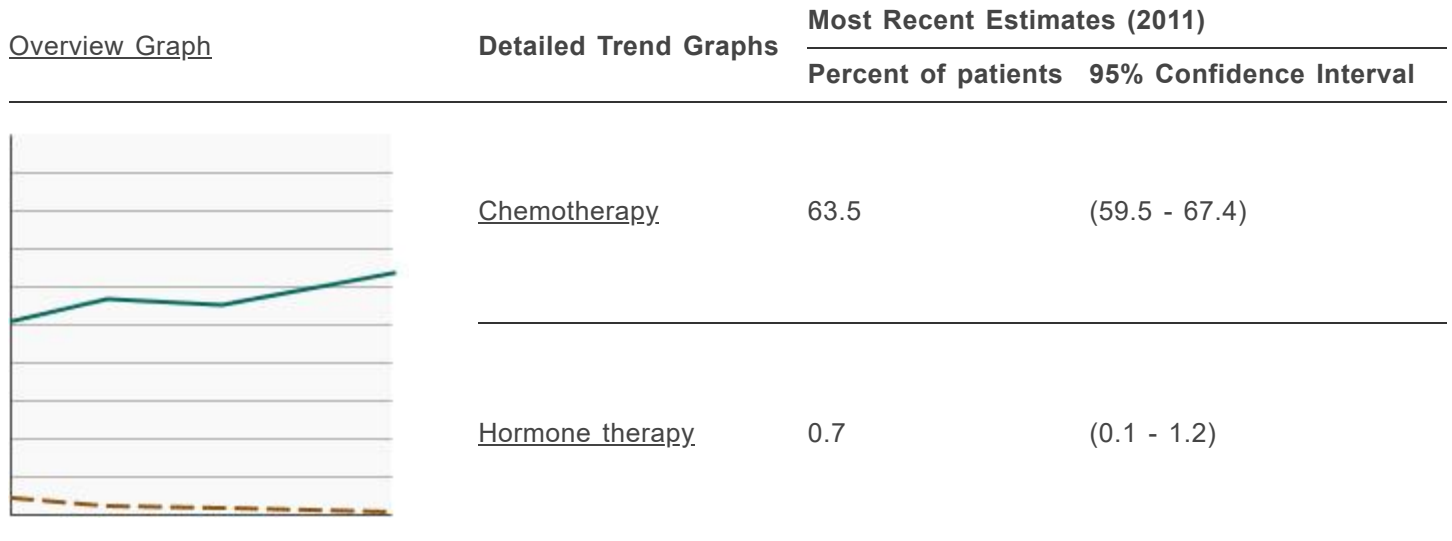 Overview Graph
Detailed Trend Graphs
Most Recent Estimates (2011)
Percent of patients 95% Confidence Interval
Chemotherapy 63.5 (59.5 - 67.4)
Hormone therapy 0.7 (0.1 - 1.2)